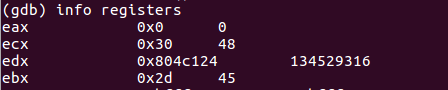 (gdb) info registers
eax 0x0 0
ecx 0x30 48
edx 0x804c124 134529316
ebx 0x2d 45